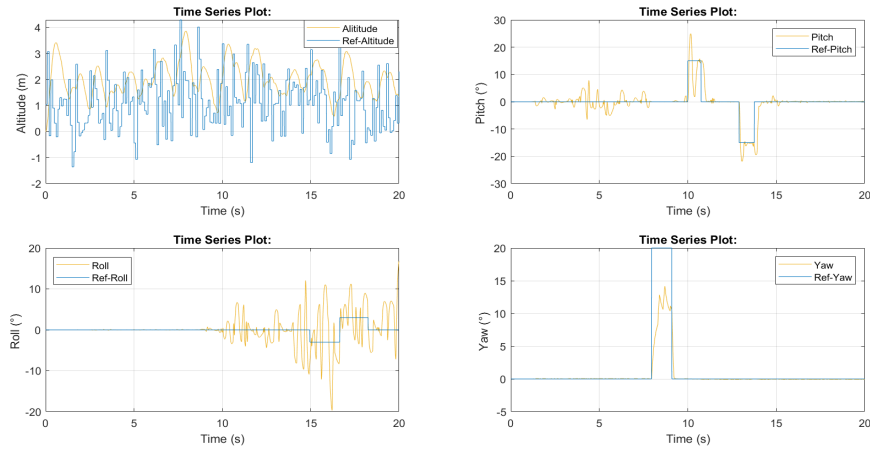 Time Series Plot:
Alititude
Ref-Altitude
Altitude (m)
4
3
2
1
0
-1
-2
0
5
10
15
20
Time (s)
Time Series Plot:
Pitch
Ref-Pitch
Pitch (°)
30
20
10
0
-10
-20
-30
0
5
10
15
20
Time (s)
Time Series Plot:
Roll
Ref-Roll
Roll (°)
20
10
0
-10
-20
0
5
10
15
20
Time (s)
Time Series Plot:
Yaw
Ref-Yaw
Yaw (°)
20
15
10
5
0
-5
0
5
10
15
20
Time (s)